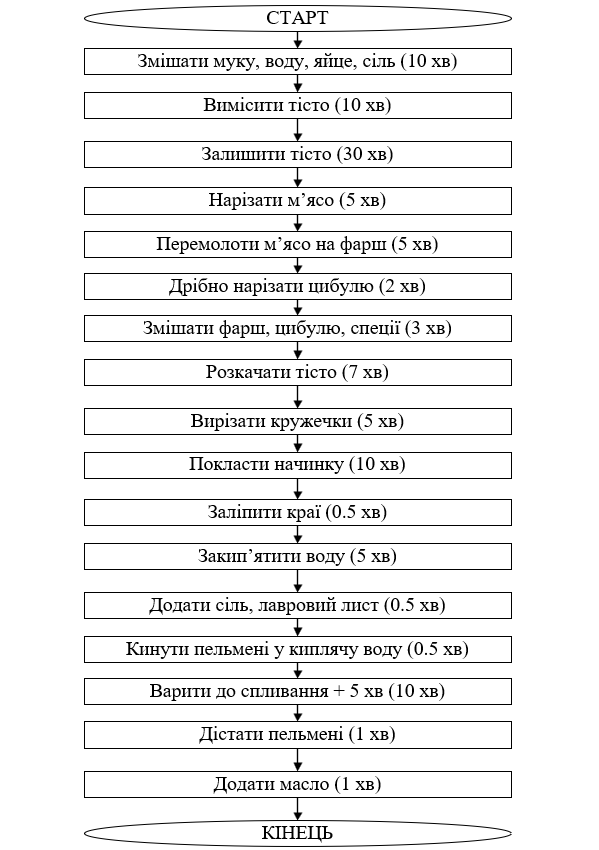 СТАРТ
Змішати муку, воду, яйце, сіль (10 хв)
Вимісити тісто (10 хв)
Залишити тісто (30 хв)
Нарізати м’ясо (5 хв)
Перемолоти м’ясо на фарш (5 хв)
Дрібно нарізати цибулю (2 хв)
Змішати фарш, цибулю, спеції (3 хв)
Розкачати тісто (7 хв)
Вирізати кружечки (5 хв)
Покласти начинку (10 хв)
Заліпити краї (0.5 хв)
Закип’ятити воду (5 хв)
Додати сіль, лавровий лист (0.5 хв)
Кинути пельмені у киплячу воду (0.5 хв)
Варити до спливання + 5 хв (10 хв)
Дістати пельмені (1 хв)
Додати масло (1 хв)
КІНЕЦЬ